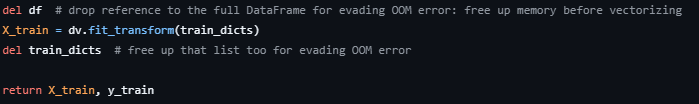 del df  # drop reference to the full DataFrame for evading OOM error: free up memory before vectorizing
X_train = dv.fit_transform(train_dicts)
del train_dicts  # free up that list too for evading OOM error
return X_train, y_train